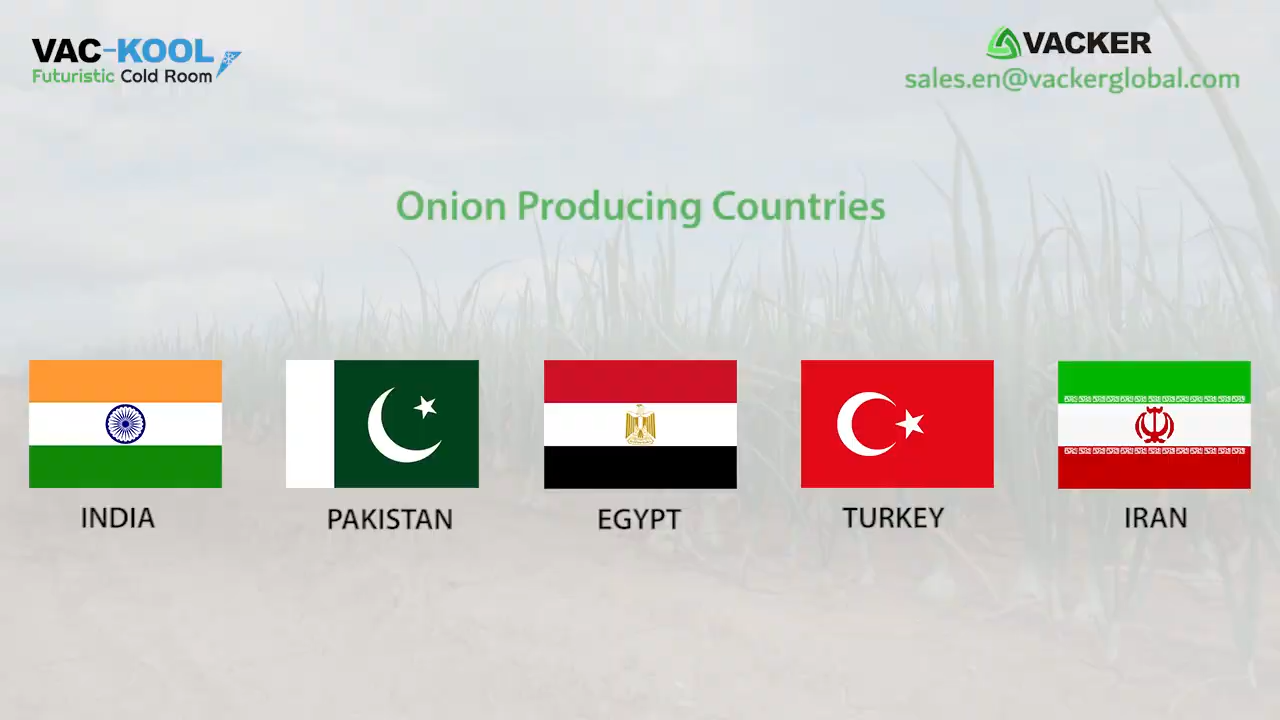 VAC-KOOL
Futuristic Cold Room
VACKER
sales.en@vackerglobal.com
Onion Producing Countries
INDIA
PAKISTAN
EGYPT
TURKEY
IRAN